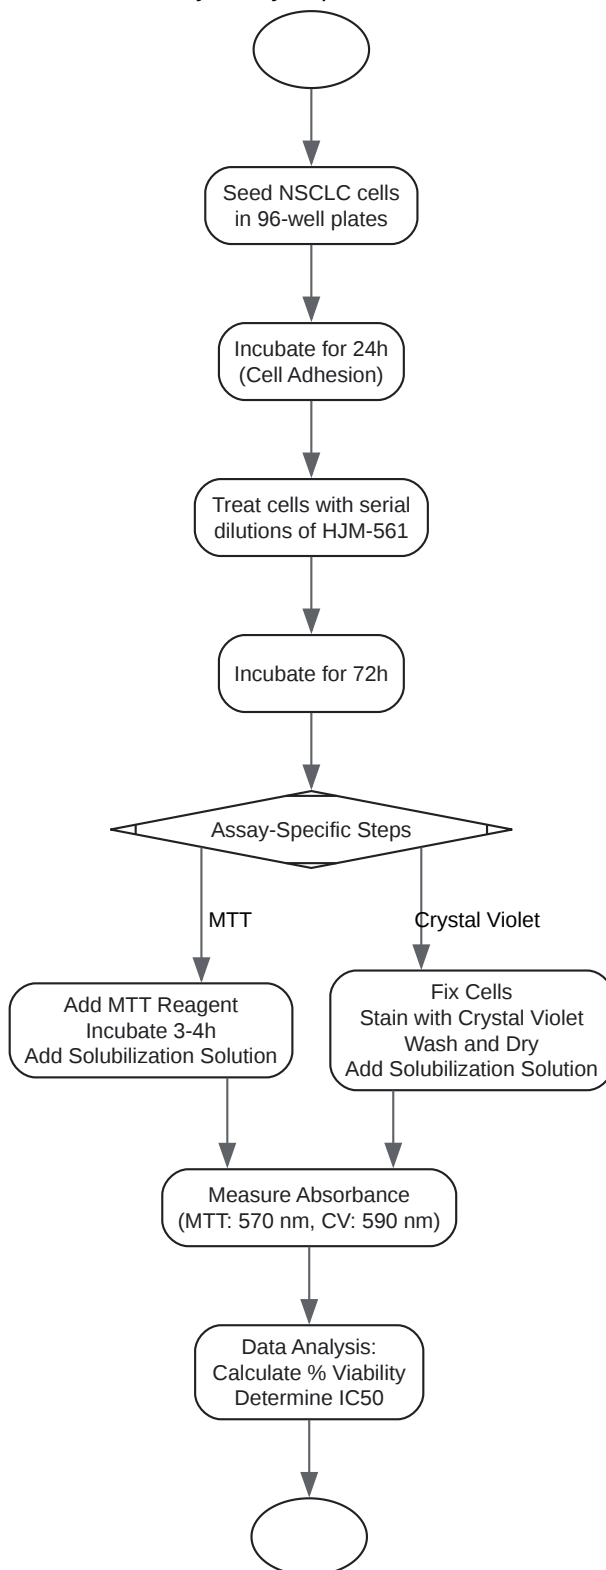 Seed NSCLC cells
in 96-well plates
Incubate for 24h
(Cell Adhesion)
Treat cells with serial
dilutions of HJM-561
Incubate for 72h
Assay-Specific Steps
MTT
Crystal Violet
Add MTT Reagent
Incubate 3-4h
Add Solubilization Solution
Fix Cells
Stain with Crystal Violet
Wash and Dry
Add Solubilization Solution
Measure Absorbance
(MTT: 570 nm, CV: 590 nm)
Data Analysis:
Calculate % Viability
Determine IC50